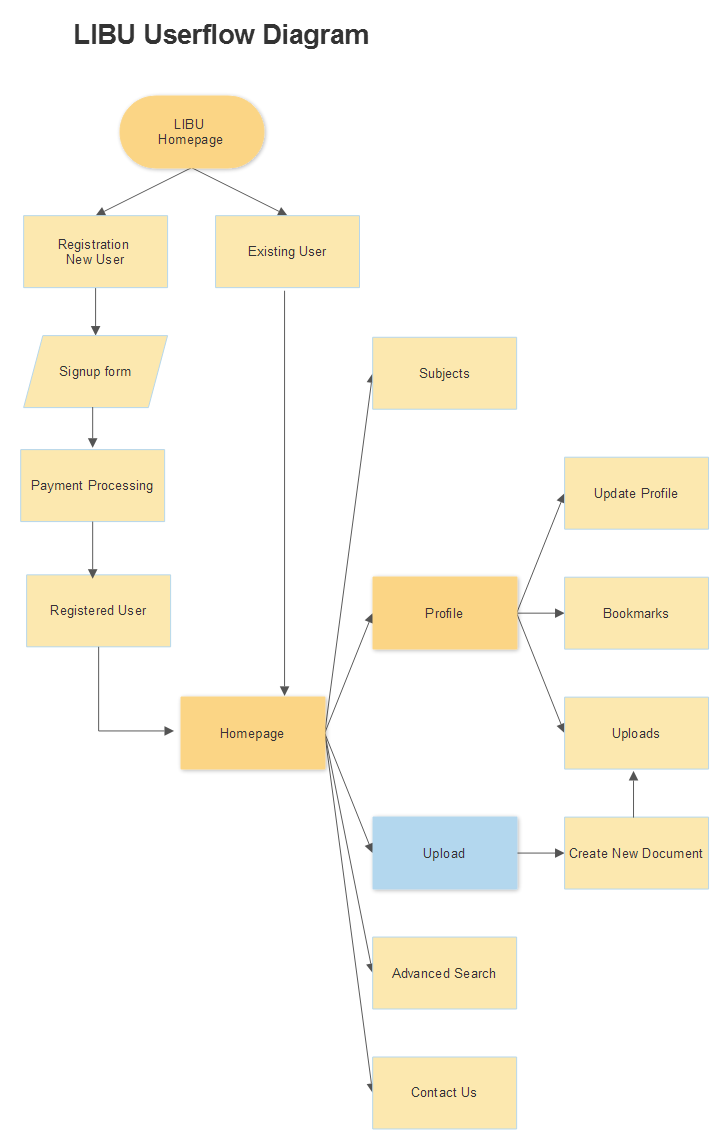 LIBU Userflow Diagram
LIBU
Homepage
Registration
New User
Existing User
Signup form
Subjects
Payment Processing
Update Profile
Registered User
Profile
Bookmarks
Homepage
Uploads
Upload
Create New Document
Advanced Search
Contact Us